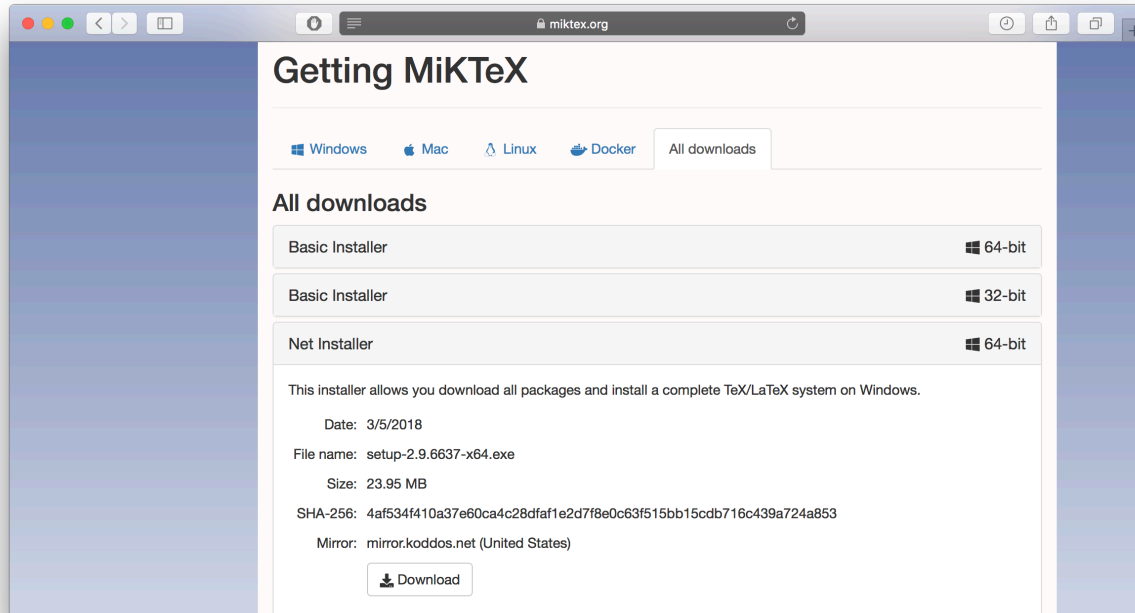 miktex.org
Getting MiKTeX
Windows Mac Linux Docker All downloads
All downloads
Basic Installer 64-bit
Basic Installer 32-bit
Net Installer 64-bit
This installer allows you download all packages and install a complete TeX/LaTeX system on Windows.
Date: 3/5/2018
File name: setup-2.9.6637-x64.exe
Size: 23.95 MB
SHA-256: 4af534f410a37e60ca4c28dfaf1e2d7f8e0c63f515bb15cdb716c439a724a853
Mirror: mirror.koddos.net (United States)
Download